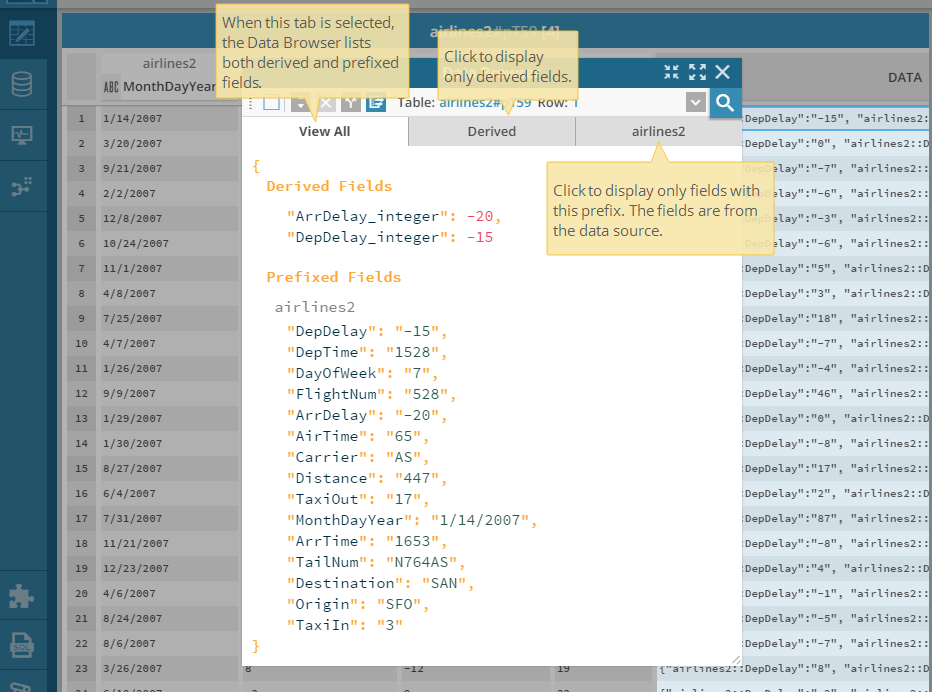 airlines2#pT59 [4]
When this tab is selected,
the Data Browser lists
both derived and prefixed
fields.
Click to display
only derived fields.
airlines2
ABC MonthDayYear
DATA
Table: airlines2#pT59 Row: 1
View All
Derived
airlines2
Click to display only fields with
this prefix. The fields are from
the data source.
{
Derived Fields
"ArrDelay_integer": -20,
"DepDelay_integer": -15
Prefixed Fields
airlines2
"DepDelay": "-15",
"DepTime": "1528",
"DayOfWeek": "7",
"FlightNum": "528",
"ArrDelay": "-20",
"AirTime": "65",
"Carrier": "AS",
"Distance": "447",
"TaxiOut": "17",
"MonthDayYear": "1/14/2007",
"ArrTime": "1653",
"TailNum": "N764AS",
"Destination": "SAN",
"Origin": "SFO",
"TaxiIn": "3"
}
1 1/14/2007 DepDelay":"-15", "airlines2::
2 3/20/2007 :DepDelay":"0", "airlines2::D
3 9/21/2007 :DepDelay":"-7", "airlines2::
4 2/2/2007 :DepDelay":"-6", "airlines2::
5 12/8/2007 :DepDelay":"-3", "airlines2::
6 10/24/2007 :DepDelay":"-6", "airlines2::
7 11/1/2007 :DepDelay":"5", "airlines2::D
8 4/8/2007 :DepDelay":"3", "airlines2::D
9 7/25/2007 :DepDelay":"18", "airlines2::
10 4/7/2007 :DepDelay":"-7", "airlines2::
11 1/26/2007 :DepDelay":"-4", "airlines2::
12 9/9/2007 :DepDelay":"46", "airlines2::
13 1/29/2007 :DepDelay":"0", "airlines2::D
14 1/30/2007 :DepDelay":"-8", "airlines2::
15 8/27/2007 :DepDelay":"17", "airlines2::
16 6/4/2007 :DepDelay":"2", "airlines2::D
17 7/31/2007 :DepDelay":"87", "airlines2::
18 11/21/2007 :DepDelay":"-8", "airlines2::
19 12/23/2007 :DepDelay":"4", "airlines2::D
20 4/6/2007 :DepDelay":"-1", "airlines2::
21 8/24/2007 :DepDelay":"-5", "airlines2::
22 8/6/2007 :DepDelay":"-7", "airlines2::
23 3/26/2007 8 -12 19 {"airlines2::DepDelay":"8", "airlines2::D
SQL